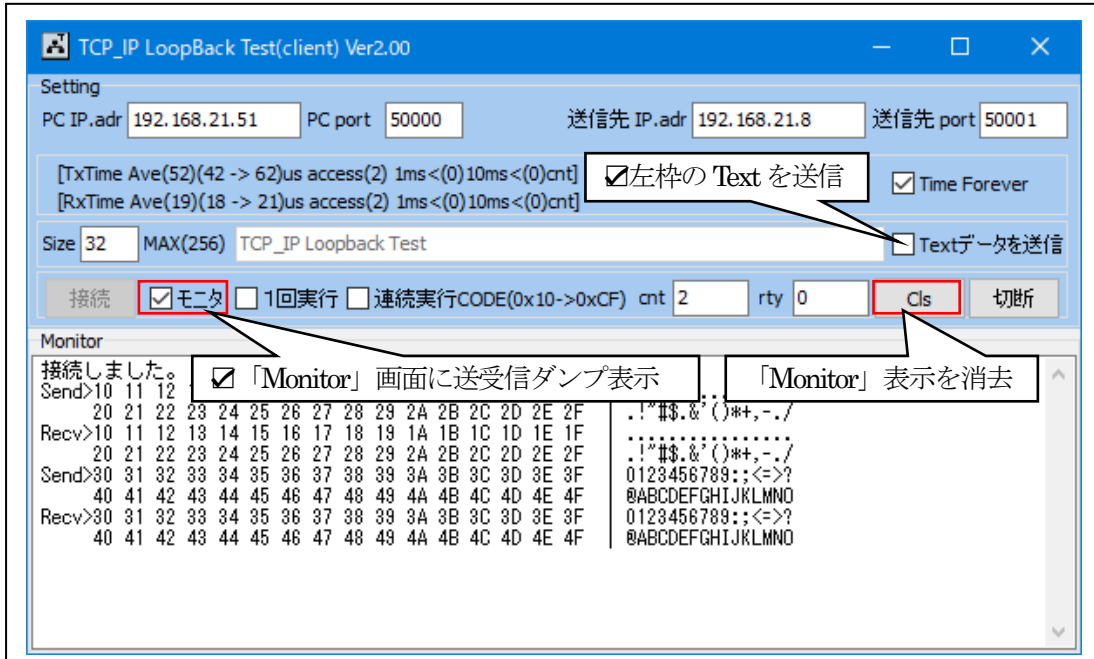 TCP_IP LoopBack Test(client) Ver2.00
Setting
PC IP.adr 192.168.21.51 PC port 50000 送信先 IP.adr 192.168.21.8 送信先 port 50001
[TxTime Ave(52)(42 -> 62)us access(2) 1ms<(0)10ms<(0)cnt]
☑左枠の Text を送信
Time Forever
[RxTime Ave(19)(18 -> 21)us access(2) 1ms<(0)10ms<(0)cnt]
Size 32 MAX(256) TCP_IP Loopback Test Textデータを送信
接続 モニタ 1回実行 連続実行CODE(0x10->0xCF) cnt 2 rty 0 Cls 切断
Monitor
接続しました。
☑「Monitor」画面に送受信ダンプ表示
「Monitor」表示を消去
Send>10 11 12
20 21 22 23 24 25 26 27 28 29 2A 2B 2C 2D 2E 2F .!"#$.&'()*+,-./
Recv>10 11 12 13 14 15 16 17 18 19 1A 1B 1C 1D 1E 1F ................
20 21 22 23 24 25 26 27 28 29 2A 2B 2C 2D 2E 2F .!"#$.&'()*+,-./
Send>30 31 32 33 34 35 36 37 38 39 3A 3B 3C 3D 3E 3F 0123456789:;<=>?
40 41 42 43 44 45 46 47 48 49 4A 4B 4C 4D 4E 4F @ABCDEFGHIJKLMNO
Recv>30 31 32 33 34 35 36 37 38 39 3A 3B 3C 3D 3E 3F 0123456789:;<=>?
40 41 42 43 44 45 46 47 48 49 4A 4B 4C 4D 4E 4F @ABCDEFGHIJKLMNO